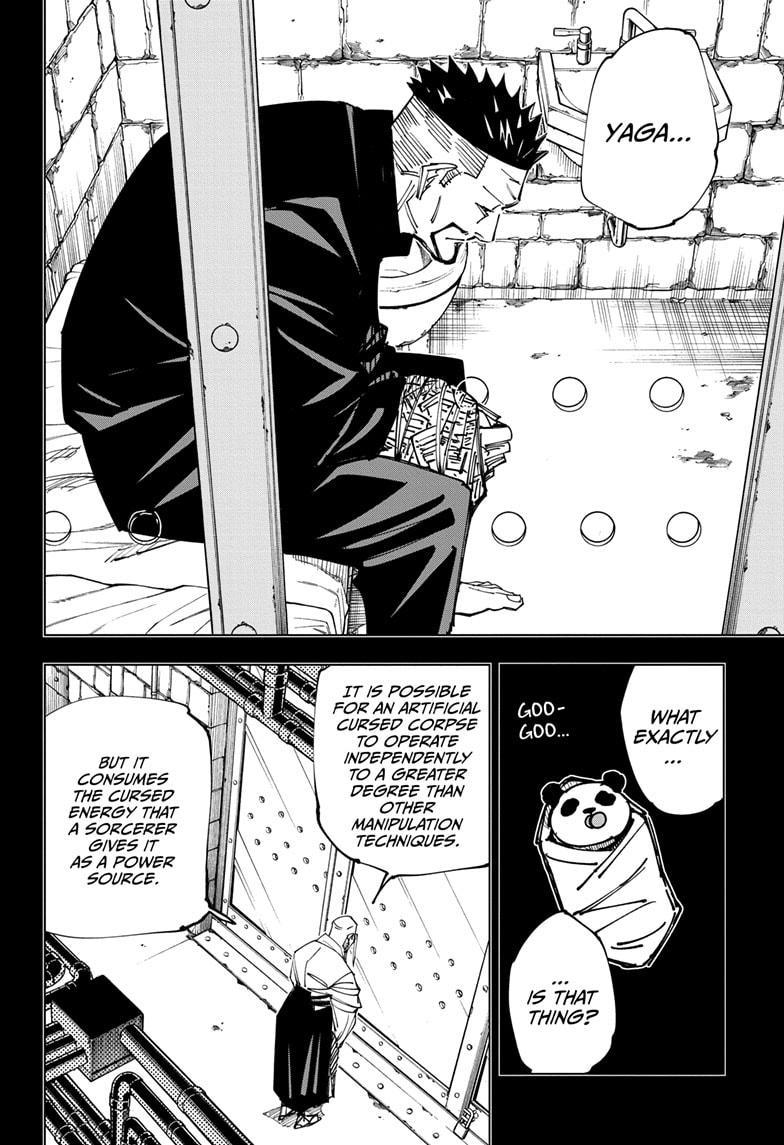 YAGA...
WHAT
EXACTLY
...
GOO-
GOO...
...
IS THAT
THING?
IT IS POSSIBLE
FOR AN ARTIFICIAL
CURSED CORPSE
TO OPERATE
INDEPENDENTLY
TO A GREATER
DEGREE THAN
OTHER
MANIPULATION
TECHNIQUES.
BUT IT
CONSUMES
THE CURSED
ENERGY THAT
A SORCERER
GIVES IT
AS A POWER
SOURCE.